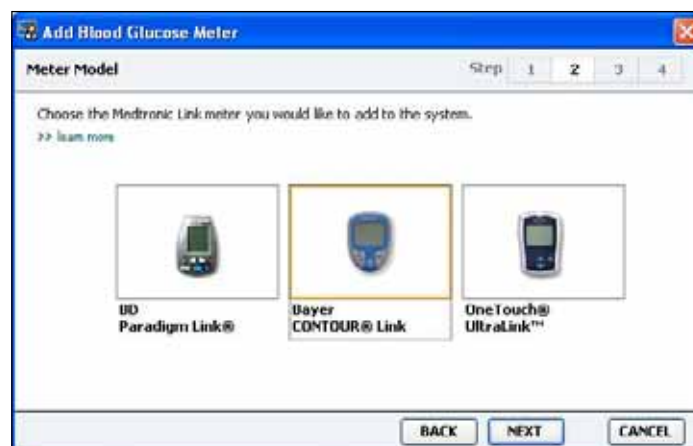 Add Blood Glucose Meter
Meter Model Step 1 2 3 4
Choose the Medtronic Link meter you would like to add to the system.
>> learn more
BD
Paradigm Link®
Bayer
CONTOUR® Link
OneTouch®
UltraLink™
BACK NEXT CANCEL